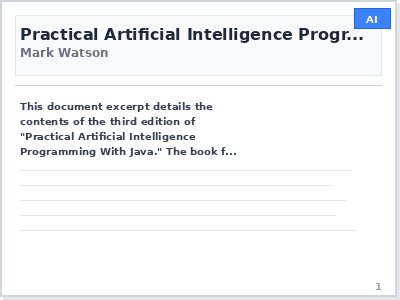 AI
Practical Artificial Intelligence Progr...
Mark Watson
This document excerpt details the
contents of the third edition of
"Practical Artificial Intelligence
Programming With Java." The book f...
1